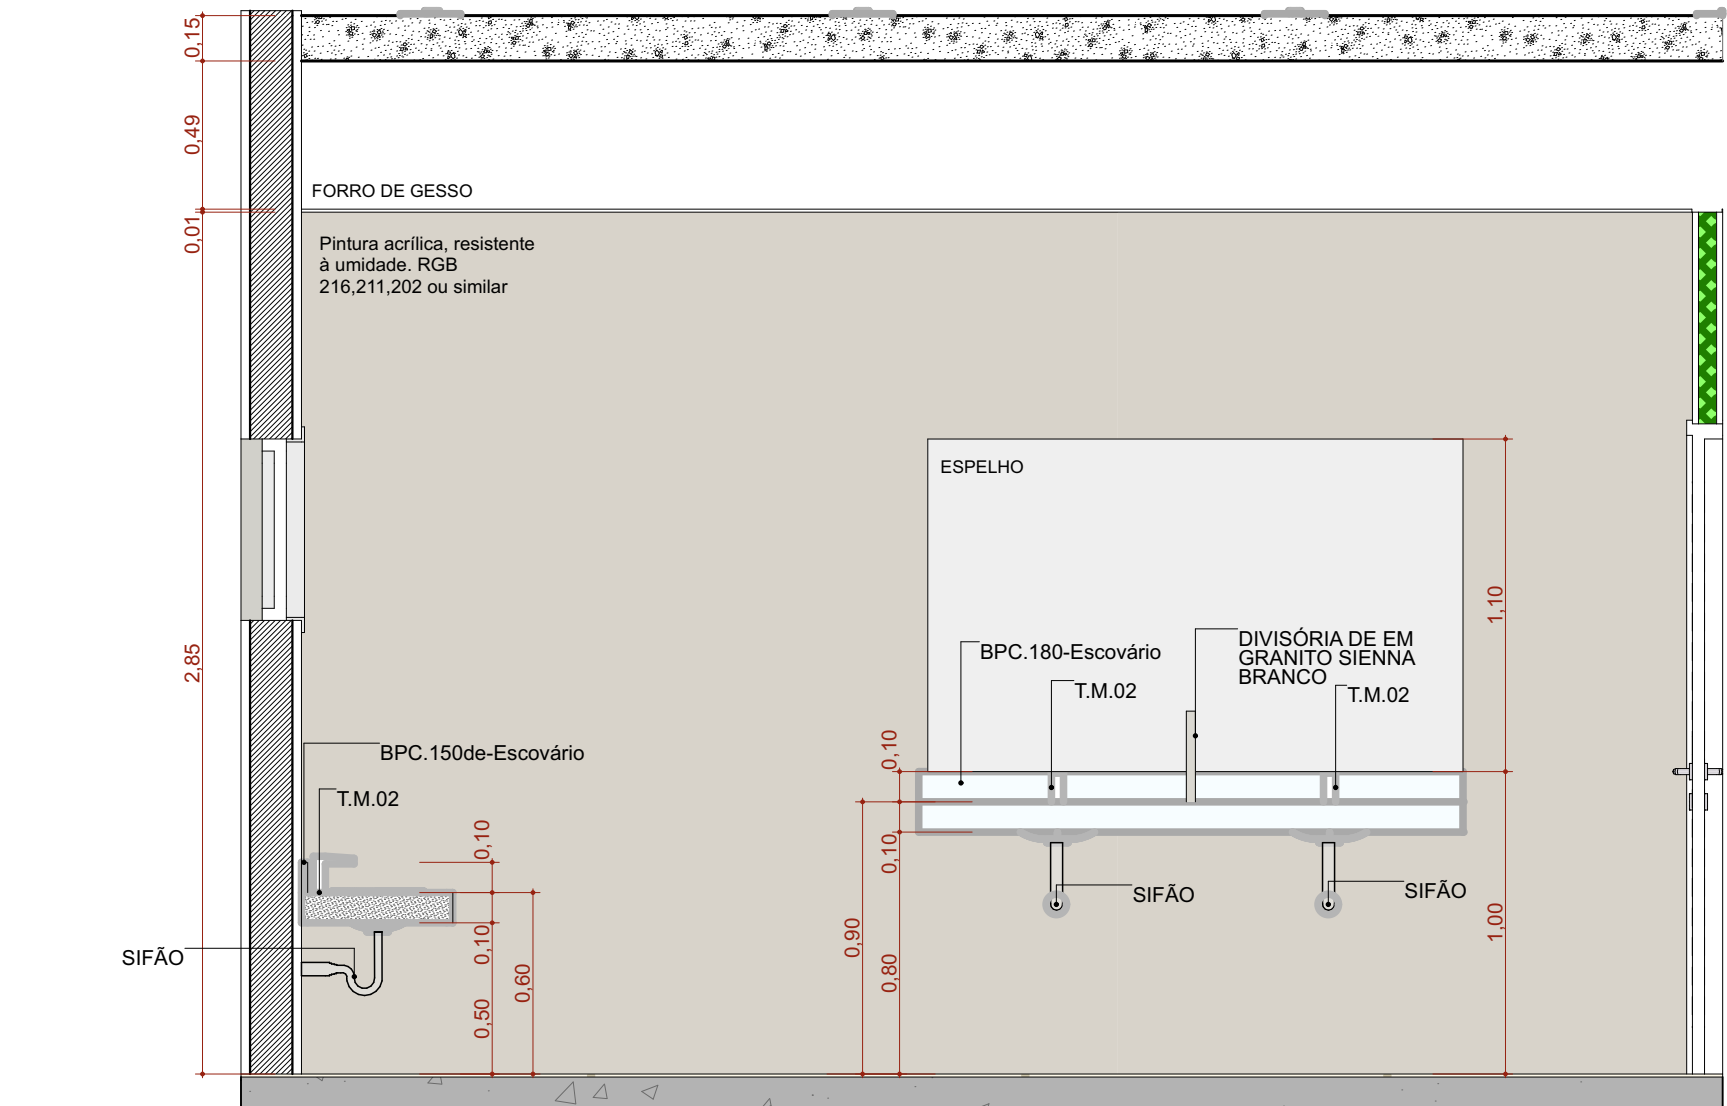 0,15
0,49
FORRO DE GESSO
0,01
Pintura acrílica, resistente
à umidade. RGB
216,211,202 ou similar
ESPELHO
1,10
2,85
BPC.180-Escovário
DIVISÓRIA DE EM
GRANITO SIENNA
BRANCO
T.M.02
T.M.02
BPC.150de-Escovário
0,10
T.M.02
0,10
0,10
SIFÃO
SIFÃO
1,00
0,90
0,10
SIFÃO
0,80
0,60
0,50